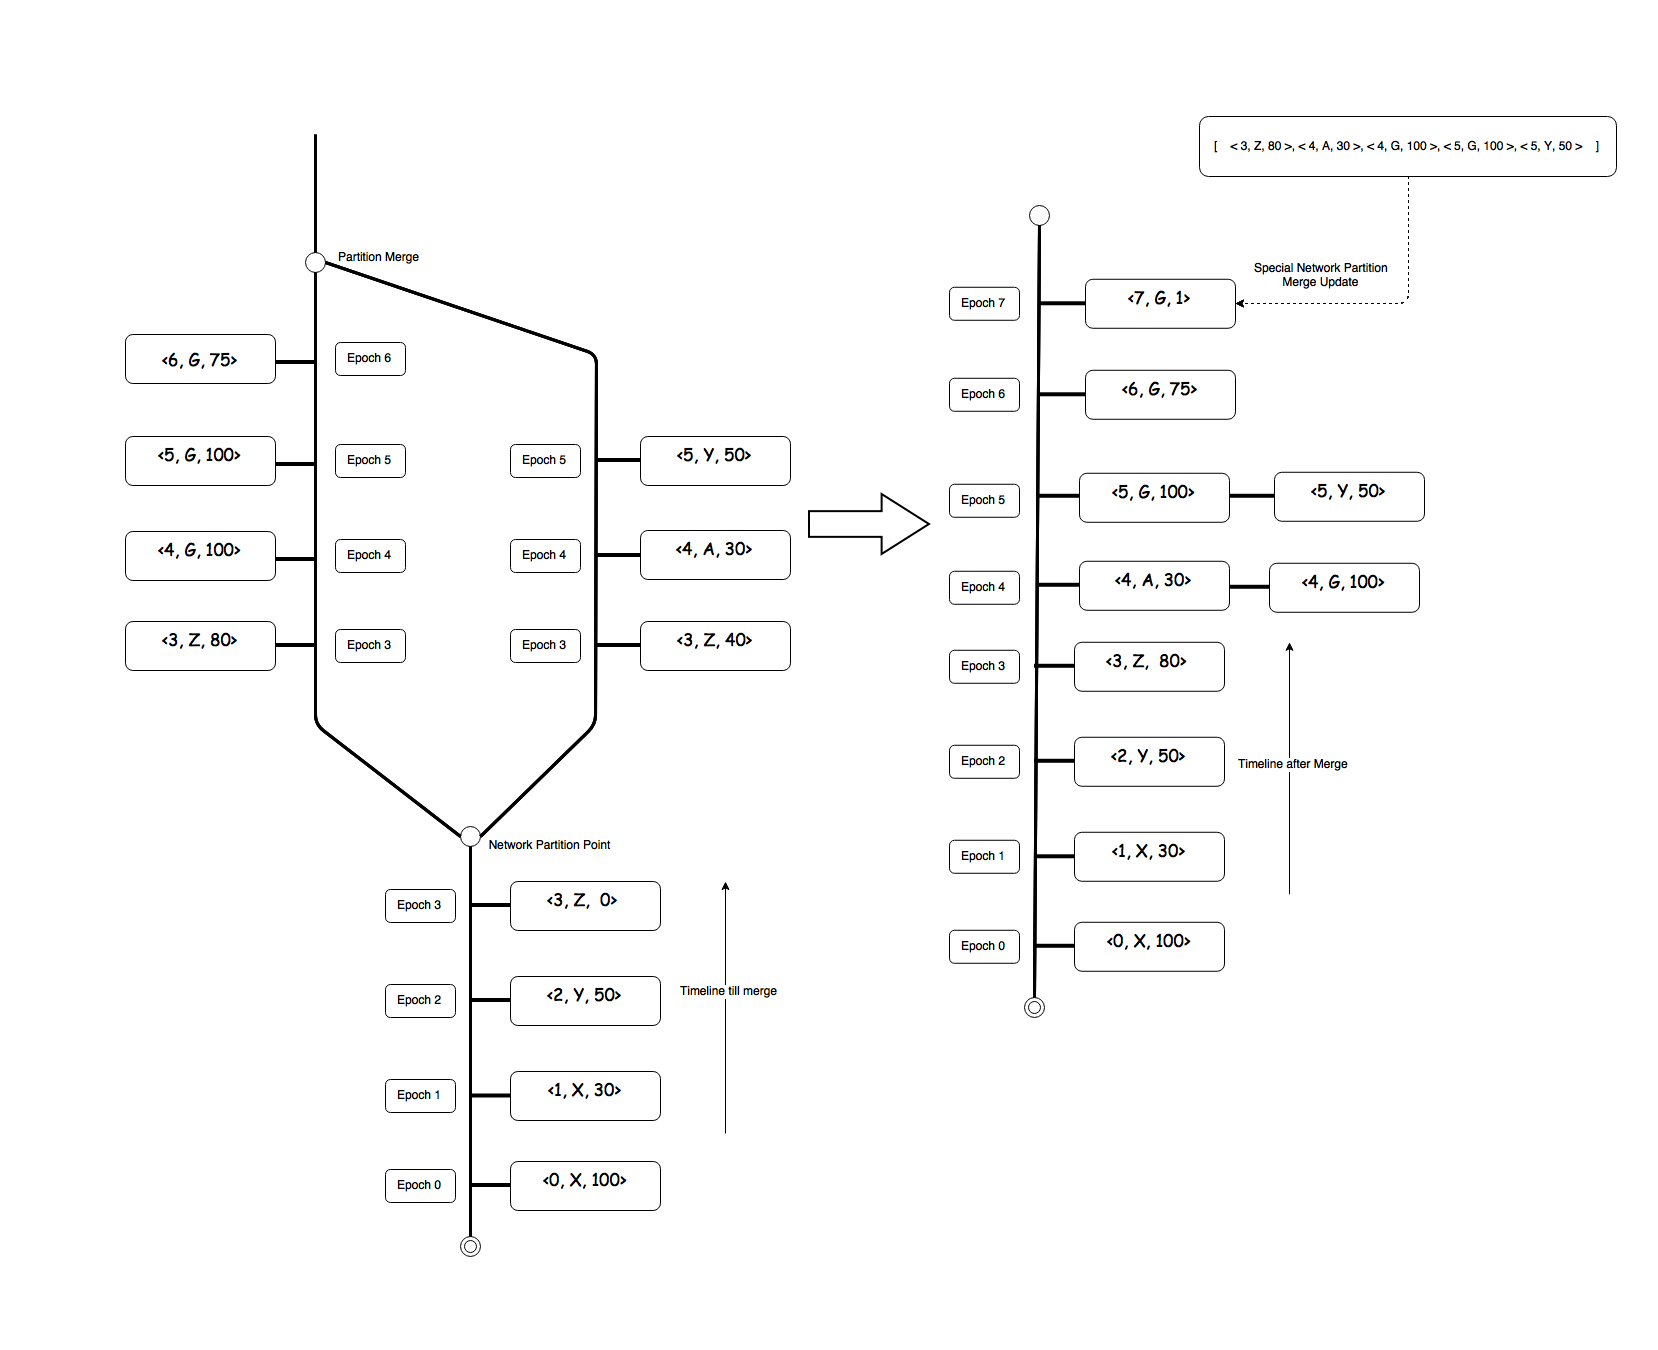 Partition Merge
<6, G, 75>
Epoch 6
<5, G, 100>
Epoch 5
Epoch 5
<5, Y, 50>
<4, G, 100>
Epoch 4
Epoch 4
<4, A, 30>
<3, Z, 80>
Epoch 3
Epoch 3
<3, Z, 40>
Network Partition Point
Epoch 3
<3, Z, 0>
Epoch 2
<2, Y, 50>
Timeline till merge
Epoch 1
<1, X, 30>
Epoch 0
<0, X, 100>
[ < 3, Z, 80 >, < 4, A, 30 >, < 4, G, 100 >, < 5, G, 100 >, < 5, Y, 50 > ]
Special Network Partition
Merge Update
Epoch 7
<7, G, 1>
Epoch 6
<6, G, 75>
Epoch 5
<5, G, 100>
<5, Y, 50>
Epoch 4
<4, A, 30>
<4, G, 100>
Epoch 3
<3, Z, 80>
Epoch 2
<2, Y, 50>
Timeline after Merge
Epoch 1
<1, X, 30>
Epoch 0
<0, X, 100>